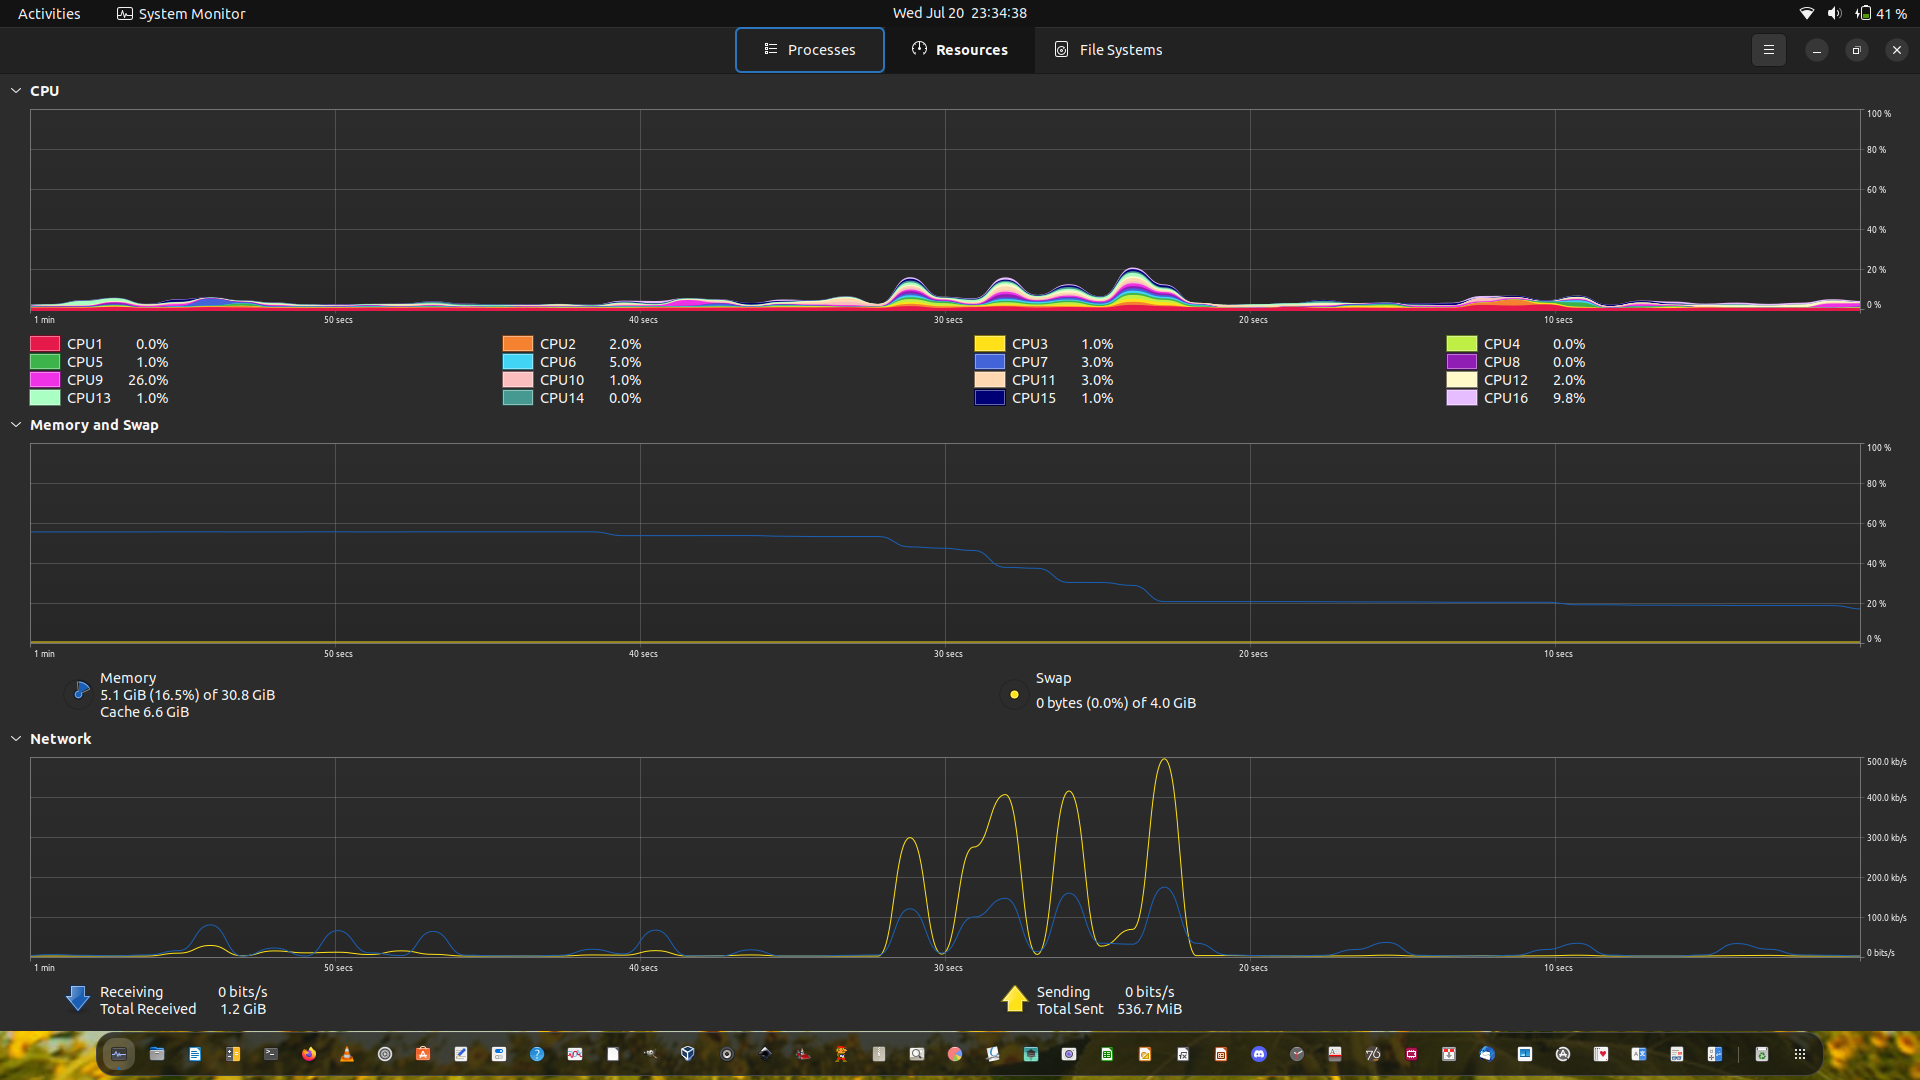 Activities System Monitor Wed Jul 20 23:34:38 41 %
Processes Resources File Systems
CPU
100 %
80 %
60 %
40 %
20 %
0 %
1 min 50 secs 40 secs 30 secs 20 secs 10 secs
CPU1 0.0% CPU2 2.0% CPU3 1.0% CPU4 0.0%
CPU5 1.0% CPU6 5.0% CPU7 3.0% CPU8 0.0%
CPU9 26.0% CPU10 1.0% CPU11 3.0% CPU12 2.0%
CPU13 1.0% CPU14 0.0% CPU15 1.0% CPU16 9.8%
Memory and Swap
100 %
80 %
60 %
40 %
20 %
0 %
1 min 50 secs 40 secs 30 secs 20 secs 10 secs
Memory
5.1 GiB (16.5%) of 30.8 GiB
Cache 6.6 GiB
Swap
0 bytes (0.0%) of 4.0 GiB
Network
500.0 kb/s
400.0 kb/s
300.0 kb/s
200.0 kb/s
100.0 kb/s
0 bits/s
1 min 50 secs 40 secs 30 secs 20 secs 10 secs
Receiving 0 bits/s
Total Received 1.2 GiB
Sending 0 bits/s
Total Sent 536.7 MiB